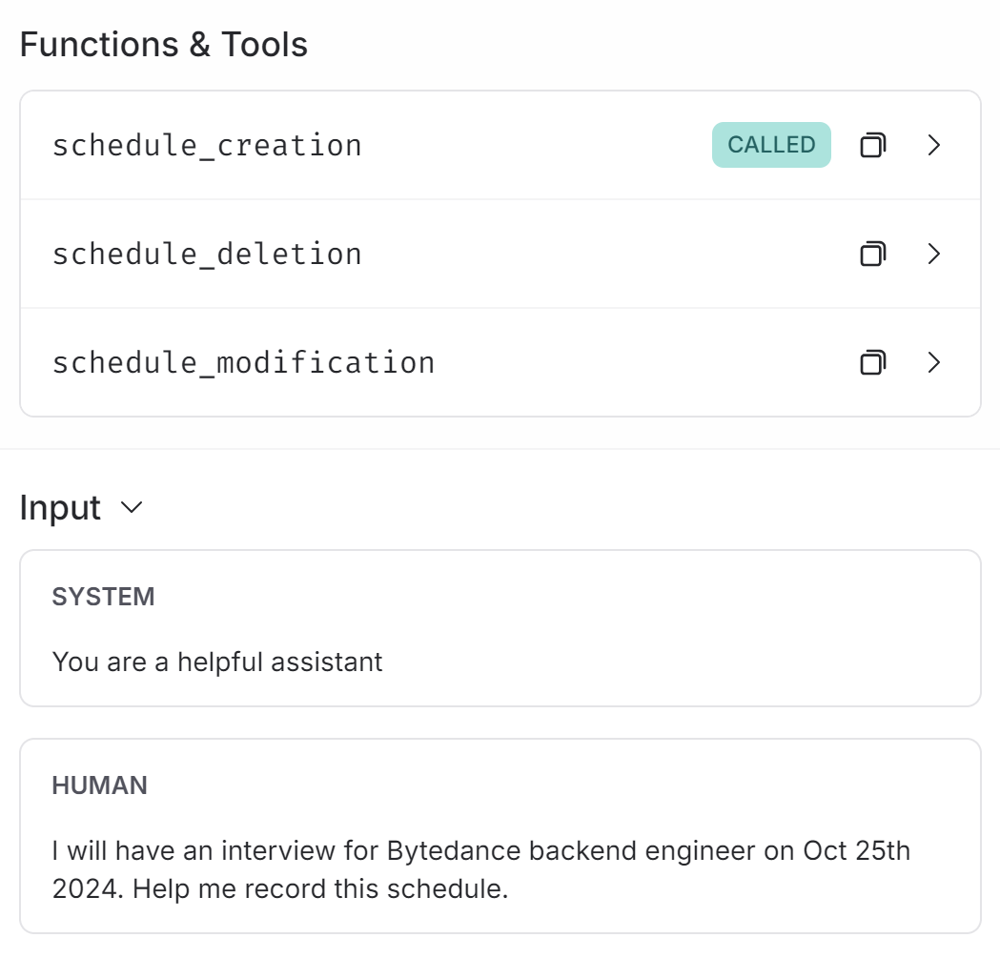 Functions & Tools
schedule_creation
CALLED
schedule_deletion
schedule_modification
Input
SYSTEM
You are a helpful assistant
HUMAN
I will have an interview for Bytedance backend engineer on Oct 25th
2024. Help me record this schedule.